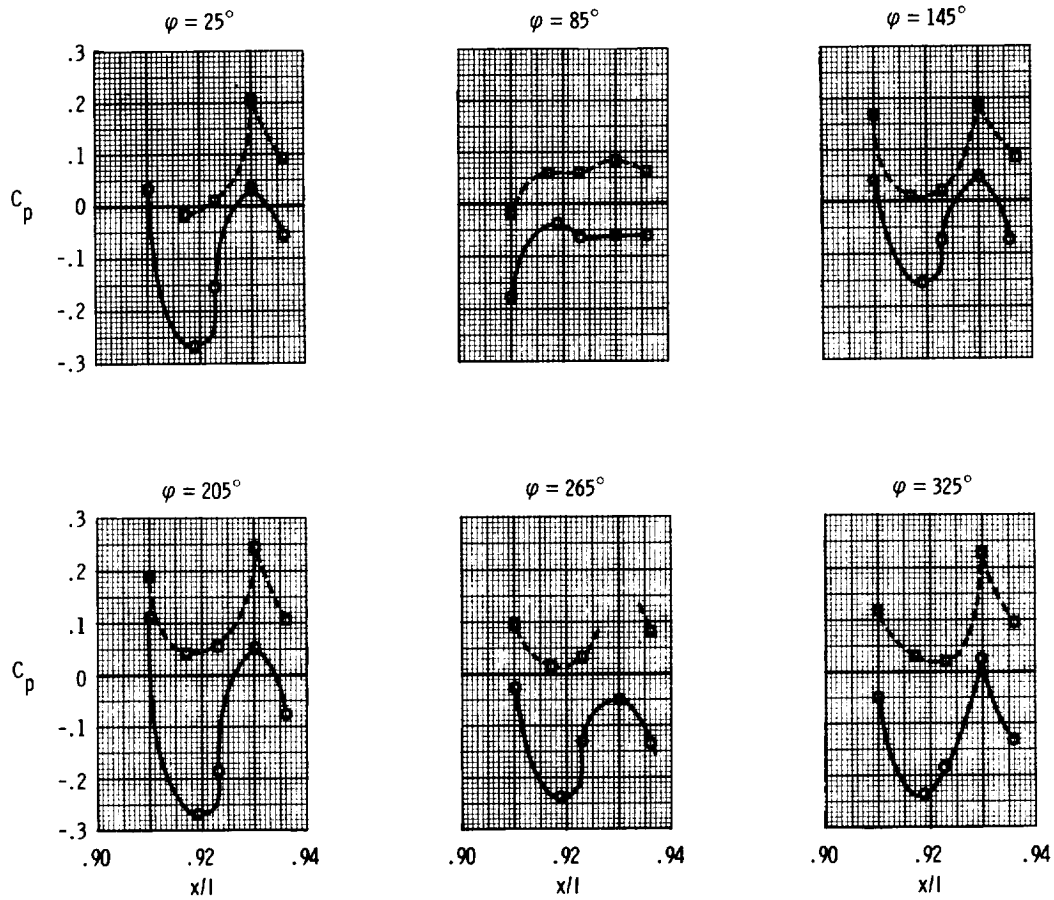 φ = 25°
φ = 85°
φ = 145°
.3
.2
.1
0
-.1
-.2
-.3
C_p
φ = 205°
φ = 265°
φ = 325°
.3
.2
.1
0
-.1
-.2
-.3
C_p
.90 .92 .94
.90 .92 .94
.90 .92 .94
x/l
x/l
x/l